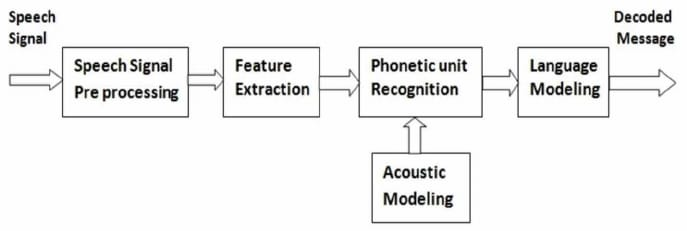 Speech
Signal
Decoded
Message
Speech Signal
Pre processing
Feature
Extraction
Phonetic unit
Recognition
Language
Modeling
Acoustic
Modeling